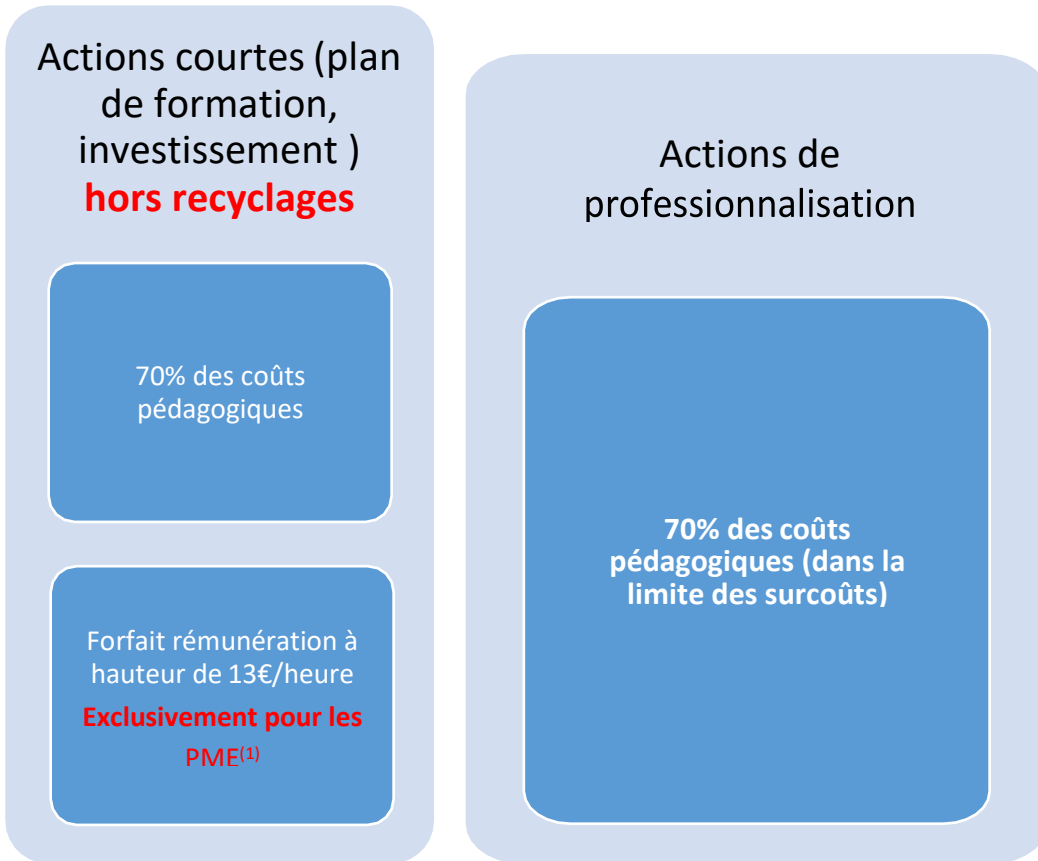 Actions courtes (plan
de formation,
investissement )
hors recyclages
70% des coûts
pédagogiques
Forfait rémunération à
hauteur de 13€/heure
Exclusivement pour les
PME(1)
Actions de
professionnalisation
70% des coûts
pédagogiques (dans la
limite des surcoûts)